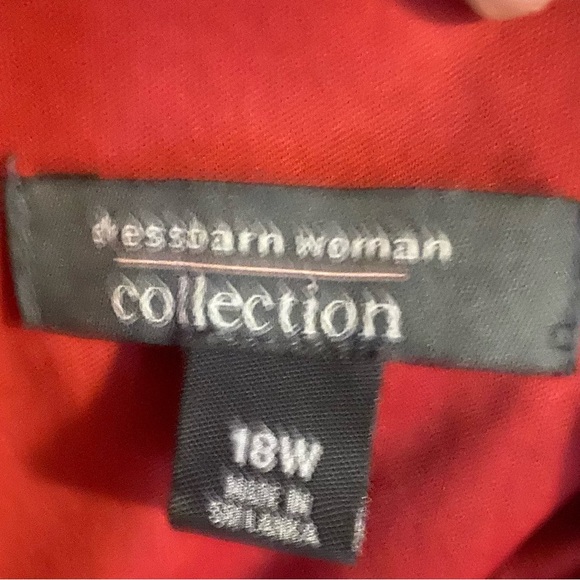 dressbarn woman
collection
18W
MADE IN
SRI LANKA